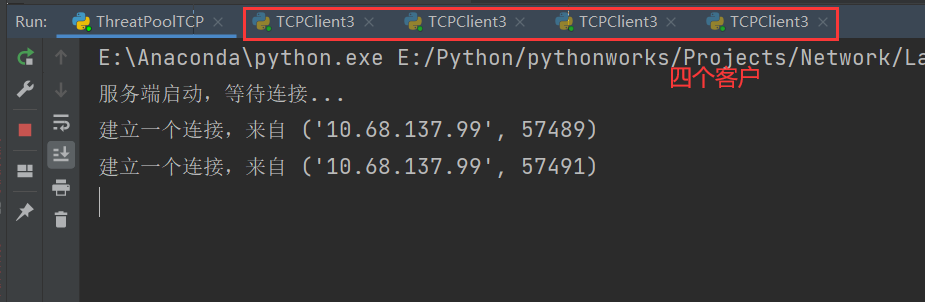 Run: ThreatPoolTCP TCPClient3 TCPClient3 TCPClient3 TCPClient3
E:\Anaconda\python.exe E:/Python/pythonworks/Projects/Network/La
四个客户
服务端启动，等待连接...
建立一个连接，来自 ('10.68.137.99', 57489)
建立一个连接，来自 ('10.68.137.99', 57491)